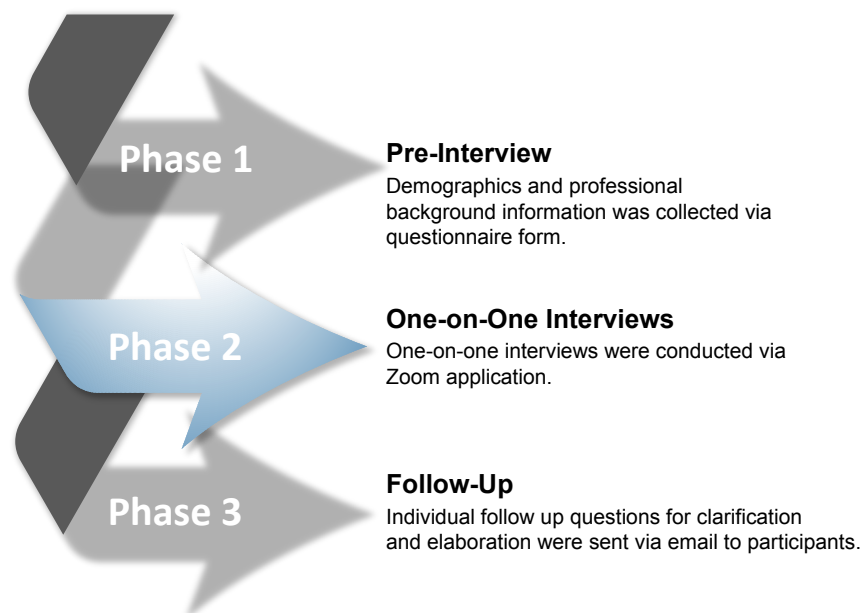 Phase 1
Pre-Interview
Demographics and professional
background information was collected via
questionnaire form.
Phase 2
One-on-One Interviews
One-on-one interviews were conducted via
Zoom application.
Phase 3
Follow-Up
Individual follow up questions for clarification
and elaboration were sent via email to participants.